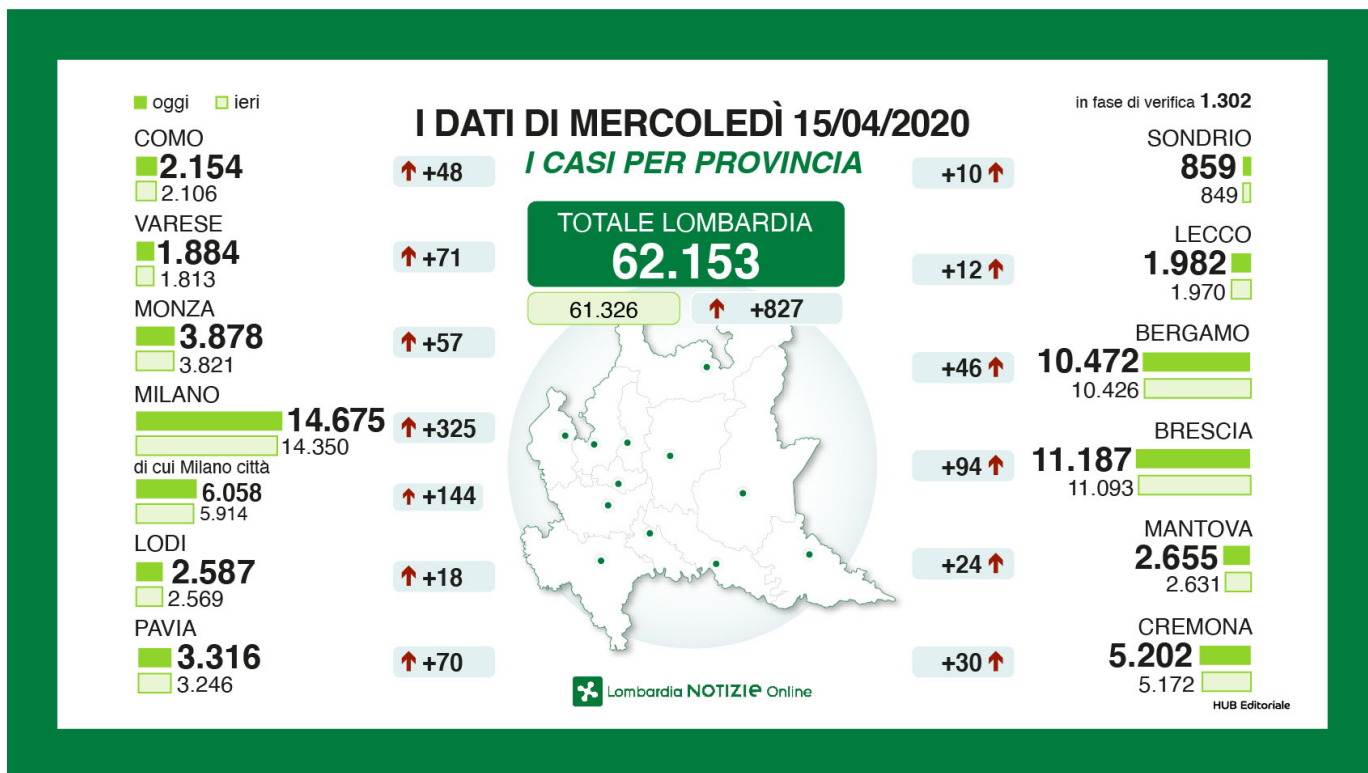 oggi ieri
I DATI DI MERCOLEDÌ 15/04/2020
I CASI PER PROVINCIA
in fase di verifica 1.302
TOTALE LOMBARDIA
62.153
61.326
+827
COMO
2.154
2.106
+48
VARESE
1.884
1.813
+71
MONZA
3.878
3.821
+57
MILANO
14.675
14.350
+325
di cui Milano città
6.058
5.914
+144
LODI
2.587
2.569
+18
PAVIA
3.316
3.246
+70
SONDRIO
+10
859
849
LECCO
+12
1.982
1.970
BERGAMO
+46
10.472
10.426
BRESCIA
+94
11.187
11.093
MANTOVA
+24
2.655
2.631
CREMONA
+30
5.202
5.172
Lombardia NOTIZIE Online
HUB Editoriale